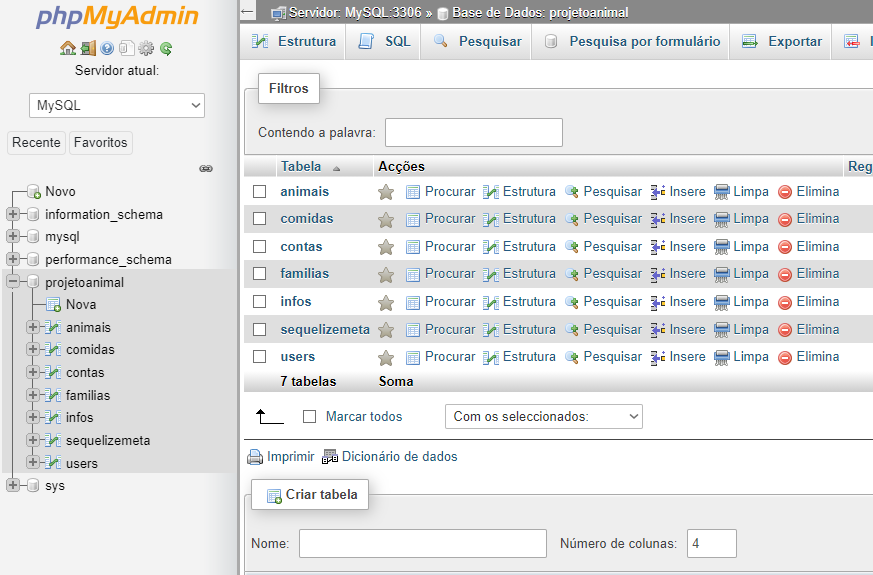 phpMyAdmin
Servidor atual:
MySQL
Recente Favoritos
Novo
information_schema
mysql
performance_schema
projetoanimal
Nova
animais
comidas
contas
familias
infos
sequelizemeta
users
sys
Servidor: MySQL:3306 » Base de Dados: projetoanimal
Estrutura SQL Pesquisar Pesquisa por formulário Exportar
Filtros
Contendo a palavra:
Tabela Acções Reg
animais Procurar Estrutura Pesquisar Insere Limpa Elimina
comidas Procurar Estrutura Pesquisar Insere Limpa Elimina
contas Procurar Estrutura Pesquisar Insere Limpa Elimina
familias Procurar Estrutura Pesquisar Insere Limpa Elimina
infos Procurar Estrutura Pesquisar Insere Limpa Elimina
sequelizemeta Procurar Estrutura Pesquisar Insere Limpa Elimina
users Procurar Estrutura Pesquisar Insere Limpa Elimina
7 tabelas Soma
Marcar todos Com os seleccionados:
Imprimir Dicionário de dados
Criar tabela
Nome: Número de colunas: 4